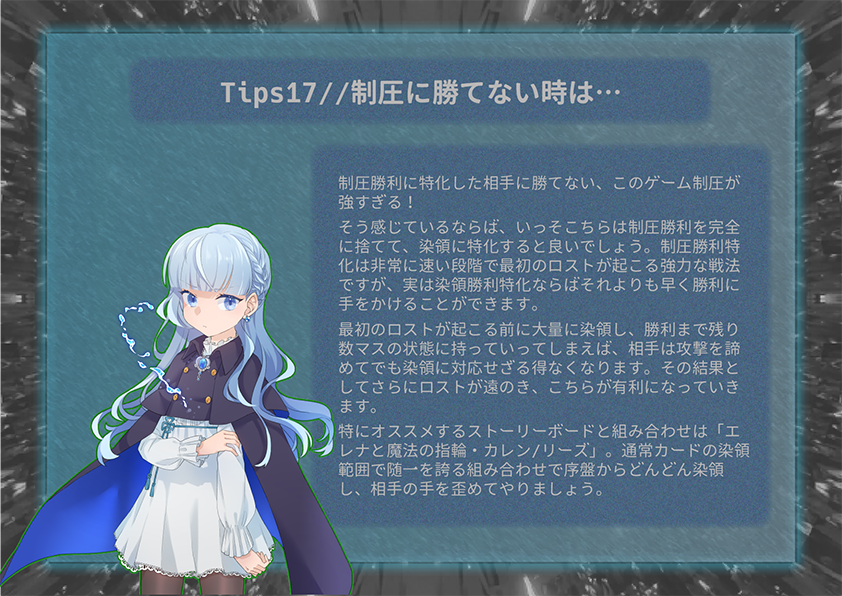 Tips17//制圧に勝てない時は…
制圧勝利に特化した相手に勝てない、このゲーム制圧が
強すぎる！
そう感じているならば、いっそこちらは制圧勝利を完全
に捨てて、染領に特化すると良いでしょう。制圧勝利特
化は非常に速い段階で最初のロストが起こる強力な戦法
ですが、実は染領勝利特化ならばそれよりも早く勝利に
手をかけることができます。
最初のロストが起こる前に大量に染領し、勝利まで残り
数マスの状態に持っていってしまえば、相手は攻撃を諦
めてでも染領に対応せざる得なくなります。その結果と
してさらにロストが遠のき、こちらが有利になっていき
ます。
特にオススメするストーリーボードと組み合わせは「エ
レナと魔法の指輪・カレン/リーズ」。通常カードの染領
範囲で随一を誇る組み合わせで序盤からどんどん染領
し、相手の手を歪めてやりましょう。